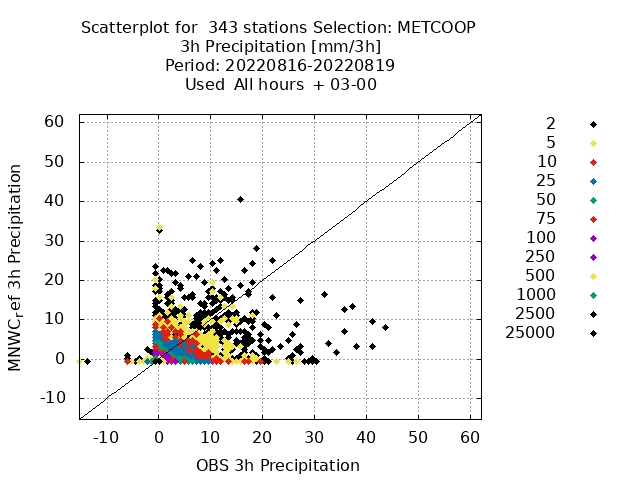 Scatterplot for  343 stations Selection: METCOOP
3h Precipitation [mm/3h]
Period: 20220816-20220819
Used  All hours  + 03-00
MNWC_ref 3h Precipitation
60
50
40
30
20
10
0
-10
-10 0 10 20 30 40 50 60
OBS 3h Precipitation
2
5
10
25
50
75
100
250
500
1000
2500
25000